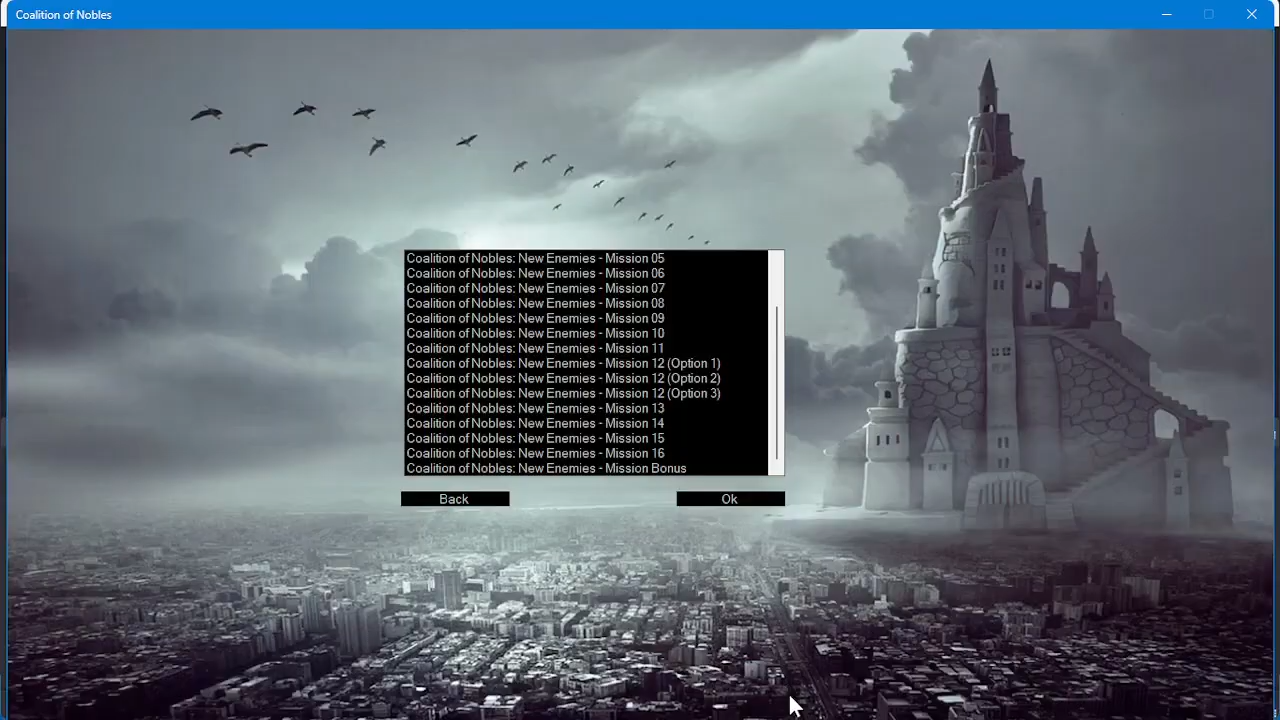 Coalition of Nobles
Coalition of Nobles: New Enemies - Mission 05
Coalition of Nobles: New Enemies - Mission 06
Coalition of Nobles: New Enemies - Mission 07
Coalition of Nobles: New Enemies - Mission 08
Coalition of Nobles: New Enemies - Mission 09
Coalition of Nobles: New Enemies - Mission 10
Coalition of Nobles: New Enemies - Mission 11
Coalition of Nobles: New Enemies - Mission 12 (Option 1)
Coalition of Nobles: New Enemies - Mission 12 (Option 2)
Coalition of Nobles: New Enemies - Mission 12 (Option 3)
Coalition of Nobles: New Enemies - Mission 13
Coalition of Nobles: New Enemies - Mission 14
Coalition of Nobles: New Enemies - Mission 15
Coalition of Nobles: New Enemies - Mission 16
Coalition of Nobles: New Enemies - Mission Bonus
Back
Ok